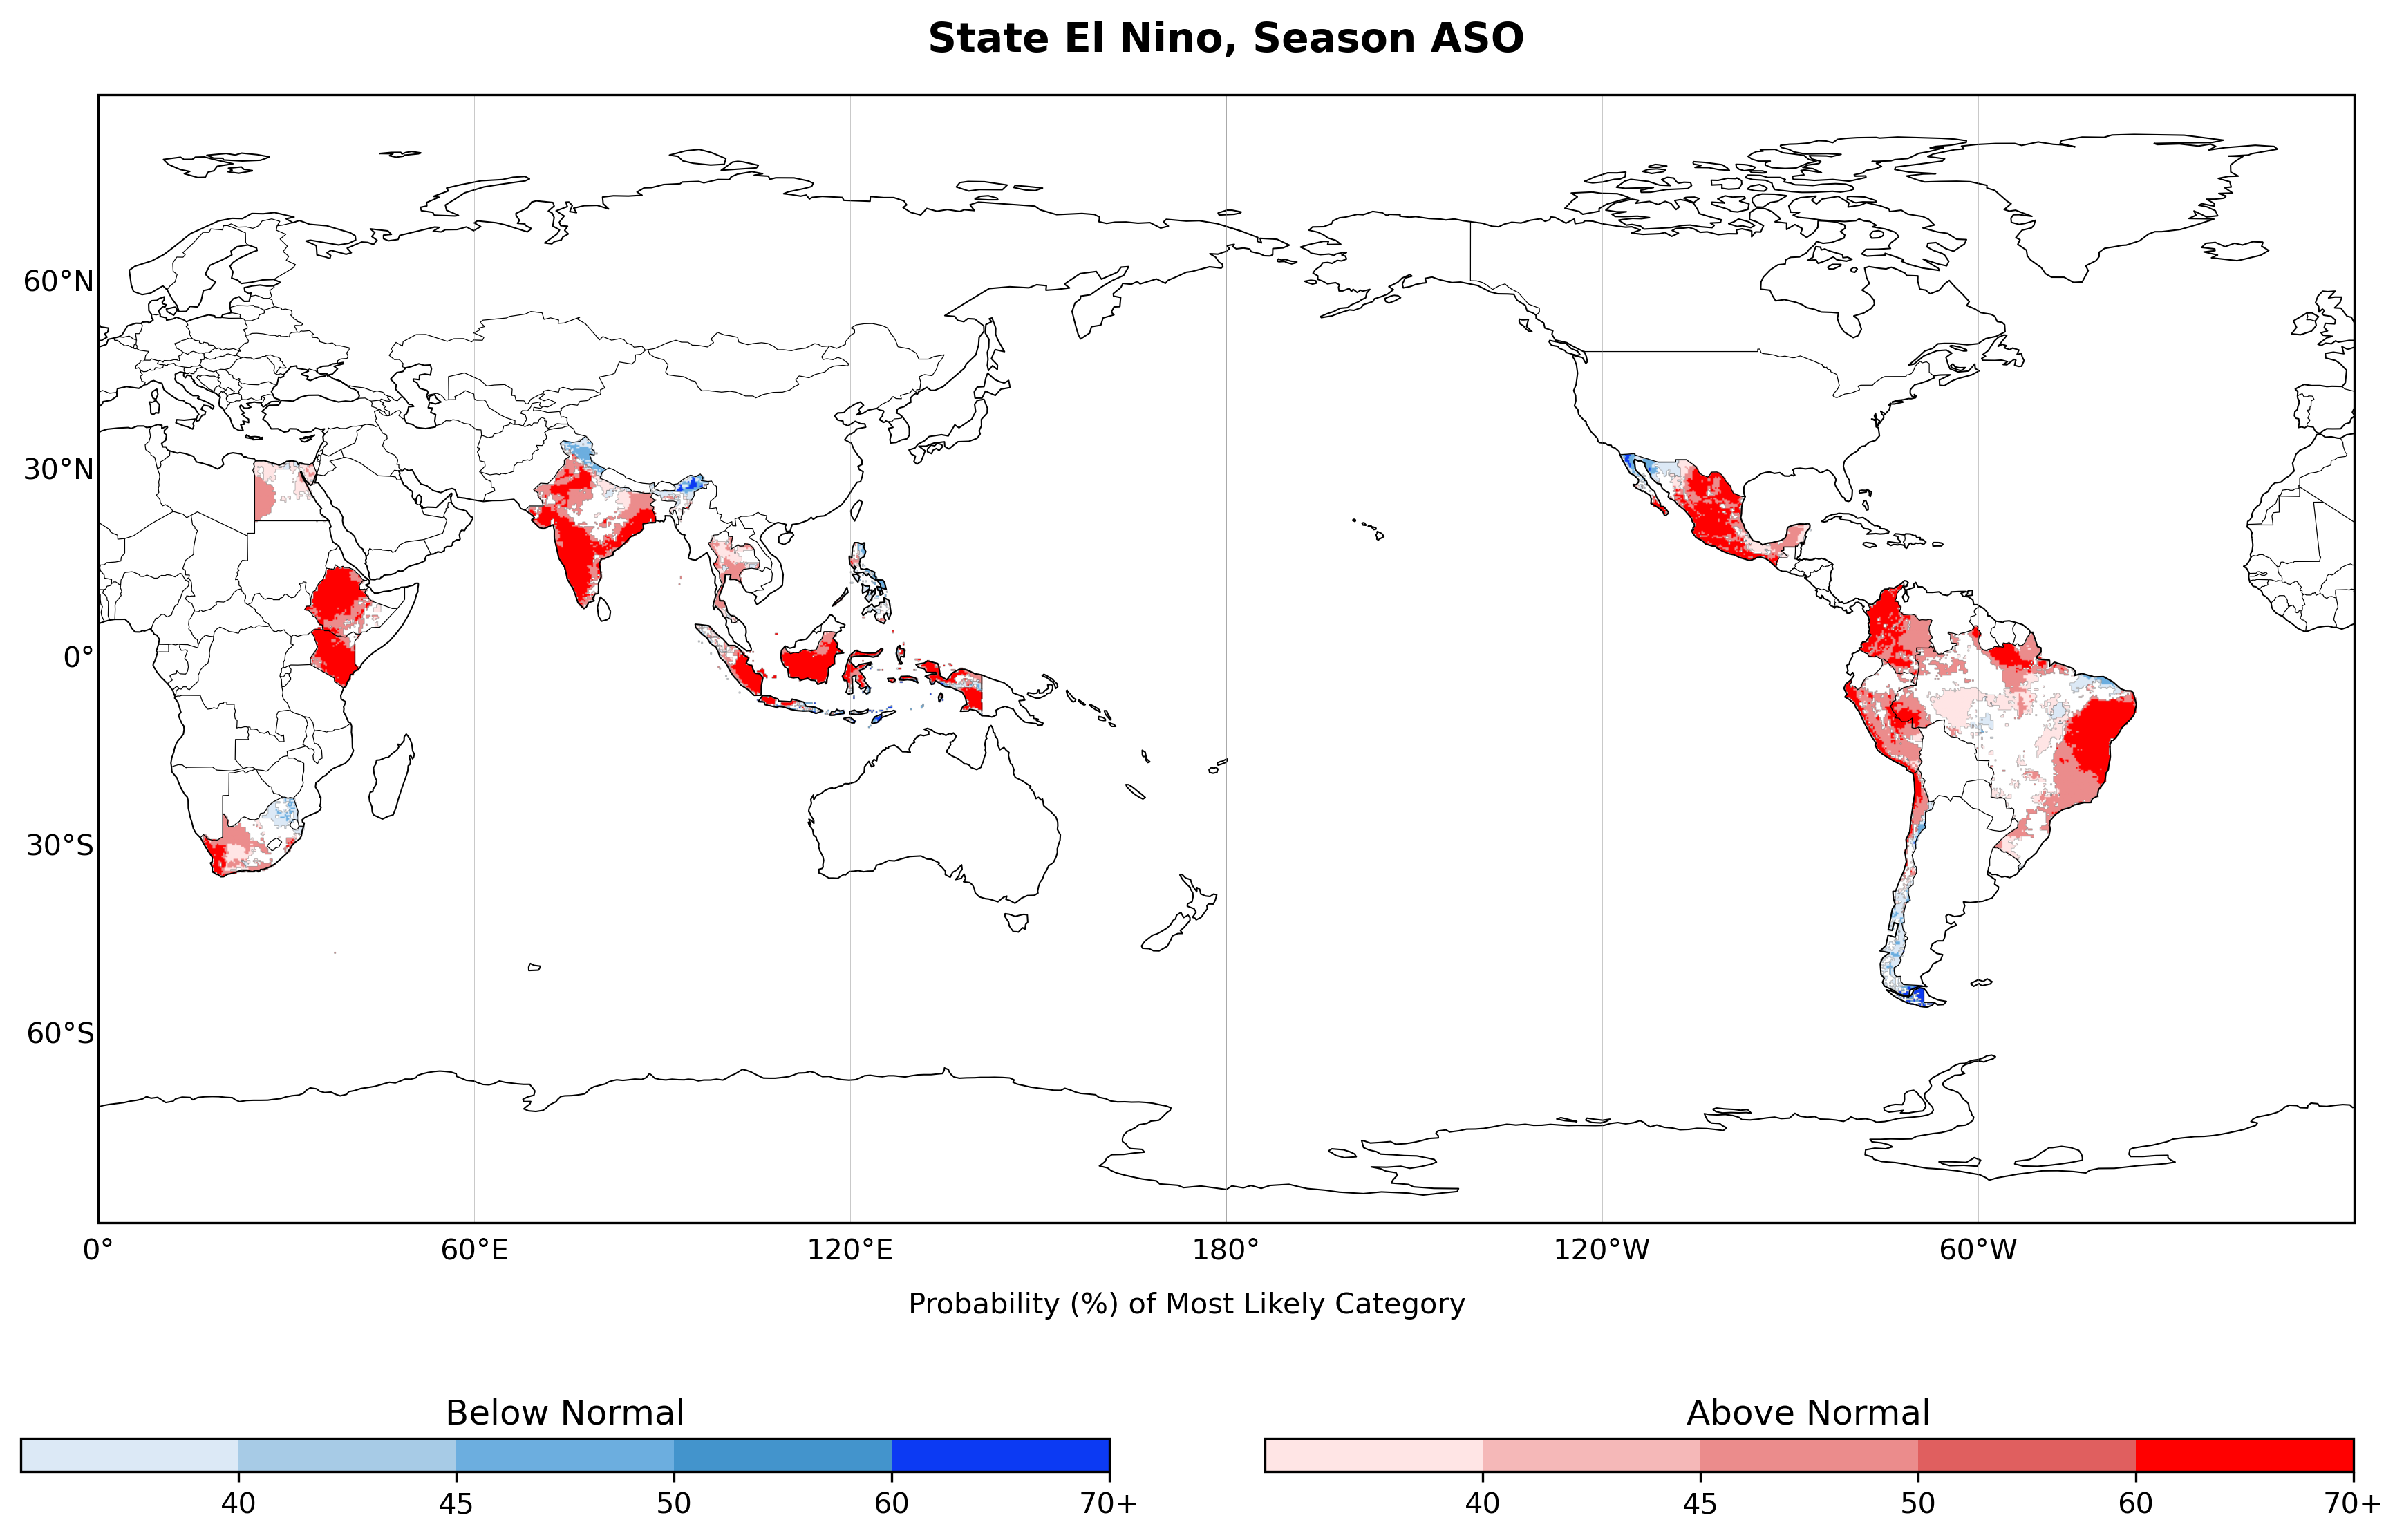 State El Nino, Season ASO
60°N
30°N
0°
30°S
60°S
0° 60°E 120°E 180° 120°W 60°W
Probability (%) of Most Likely Category
Below Normal Above Normal
40 45 50 60 70+ 40 45 50 60 70+